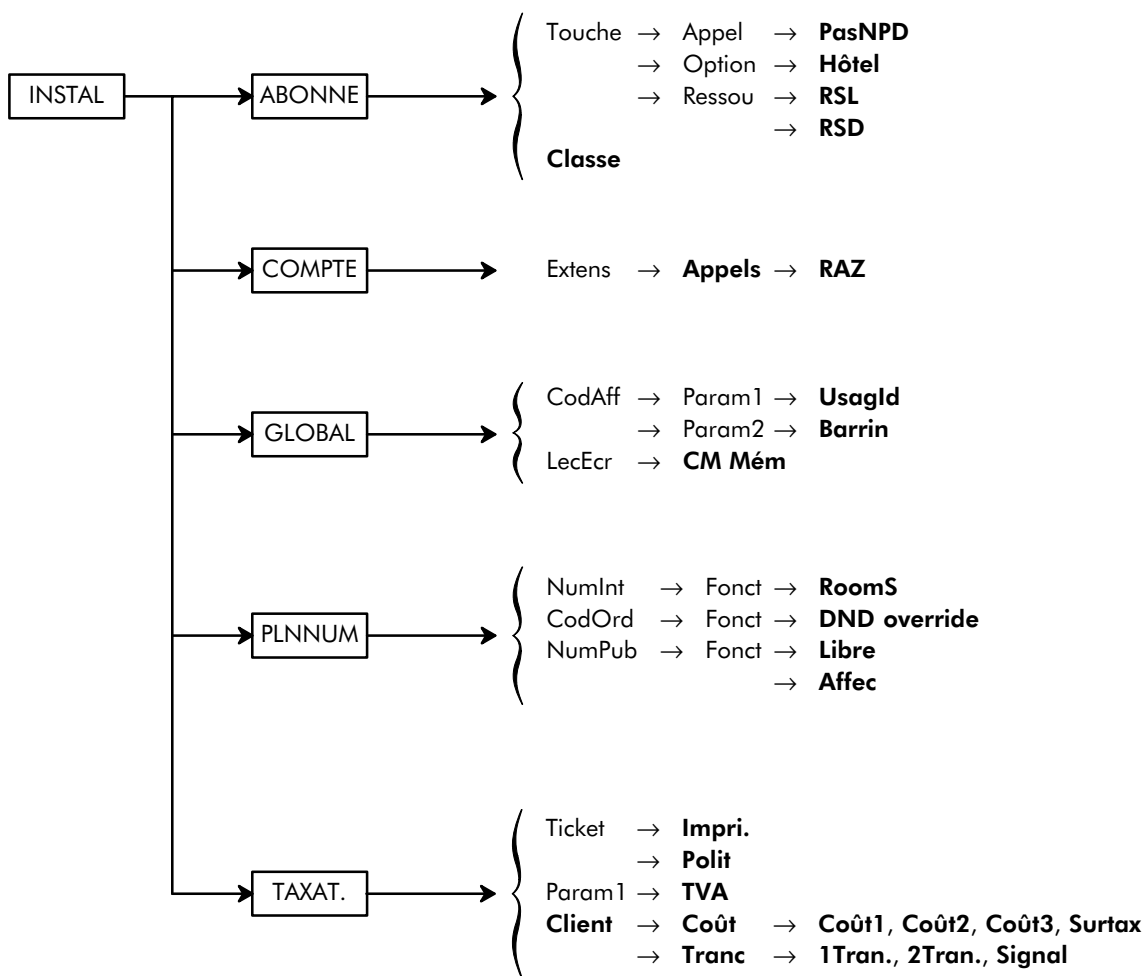 Touche → Appel → PasNPD
→ Option → Hôtel
INSTAL ABONNE → Ressou → RSL
→ RSD
Classe
COMPTE Extens → Appels → RAZ
CodAff → Param1 → UsagId
GLOBAL → Param2 → Barrin
LecEcr → CM Mém
NumInt → Fonct → RoomS
PLNNUM CodOrd → Fonct → DND override
NumPub → Fonct → Libre
→ Affec
Ticket → Impri.
→ Polit
TAXAT. Param1 → TVA
Client → Coût → Coût1, Coût2, Coût3, Surtax
→ Tranc → 1Tran., 2Tran., Signal